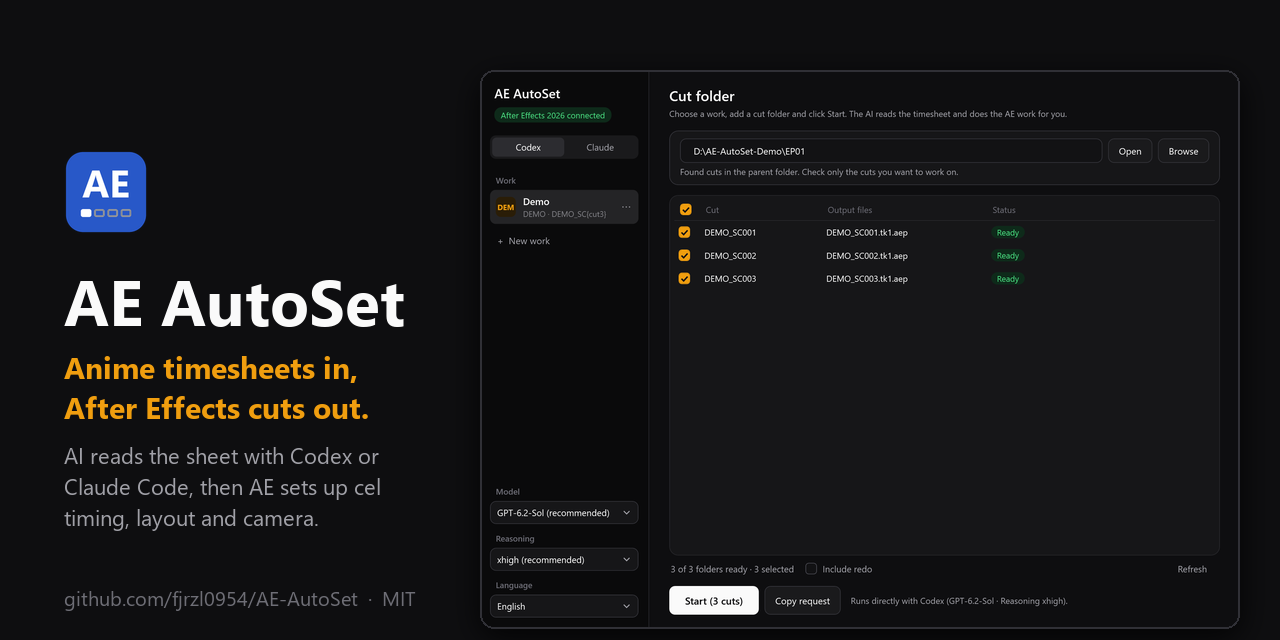 AE
AE AutoSet
Anime timesheets in,
After Effects cuts out.
AI reads the sheet with Codex or
Claude Code, then AE sets up cel
timing, layout and camera.
github.com/fjrzl0954/AE-AutoSet · MIT
AE AutoSet
After Effects 2026 connected
Codex Claude
Work
DEM Demo ···
DEMO · DEMO_SC{cut3}
+ New work
Model
GPT-6.2-Sol (recommended)
Reasoning
xhigh (recommended)
Language
English
Cut folder
Choose a work, add a cut folder and click Start. The AI reads the timesheet and does the AE work for you.
D:\AE-AutoSet-Demo\EP01 Open Browse
Found cuts in the parent folder. Check only the cuts you want to work on.
Cut Output files Status
DEMO_SC001 DEMO_SC001.tk1.aep Ready
DEMO_SC002 DEMO_SC002.tk1.aep Ready
DEMO_SC003 DEMO_SC003.tk1.aep Ready
3 of 3 folders ready · 3 selected Include redo Refresh
Start (3 cuts) Copy request Runs directly with Codex (GPT-6.2-Sol · Reasoning xhigh).